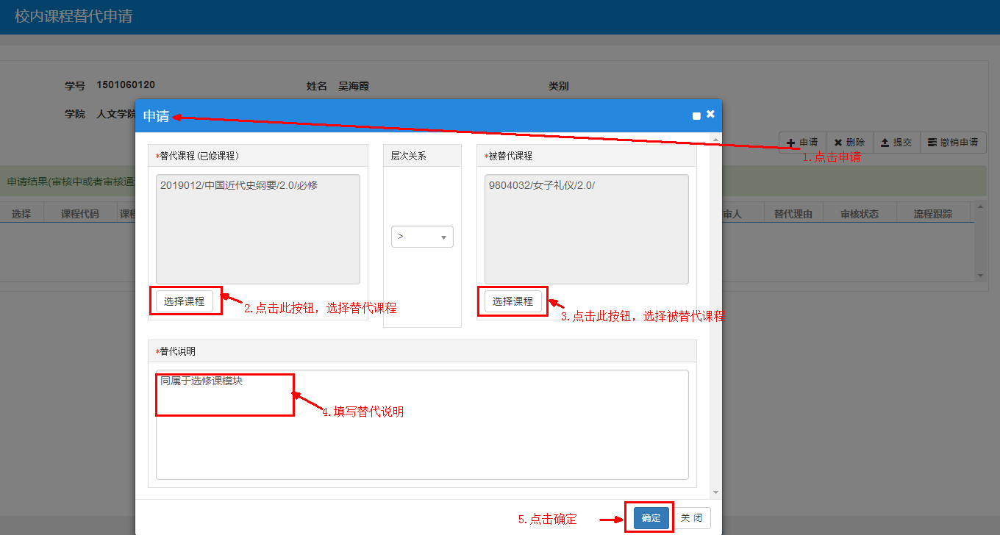 校内课程替代申请
学号 1501060120 姓名 吴海霞 类别
学院 人文学院
申请
申请 删除 提交 撤销申请
1.点击申请
*替代课程(已修课程) 层次关系 *被替代课程
2019012/中国近代史纲要/2.0/必修 9804032/女子礼仪/2.0/
申请结果(审核中或者审核通
选择 课程代码 课程 审人 替代理由 审核状态 流程跟踪
>
选择课程 选择课程
2.点击此按钮，选择替代课程
3.点击此按钮，选择被替代课程
*替代说明
同属于选修课模块
4.填写替代说明
5.点击确定 确定 关 闭